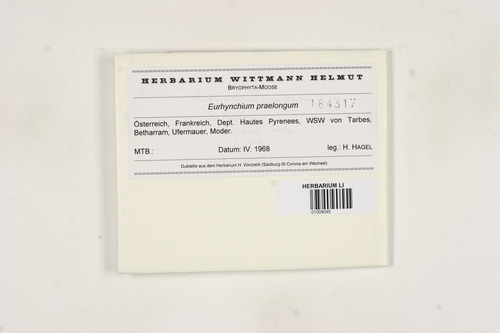 HERBARIUM WITTMANN HELMUT
BRYOPHYTA-MOOSE
Eurhynchium praelongum 184317
Österreich, Frankreich, Dept. Hautes Pyrenees, WSW von Tarbes,
Betharram, Ufermauer, Moder.
MTB.: Datum: IV. 1968 leg.: H. HAGEL
Dublette aus dem Herbarium H. WAGNER (Salzburg-St.Corona am Wechsel)
HERBARIUM LI
01009095